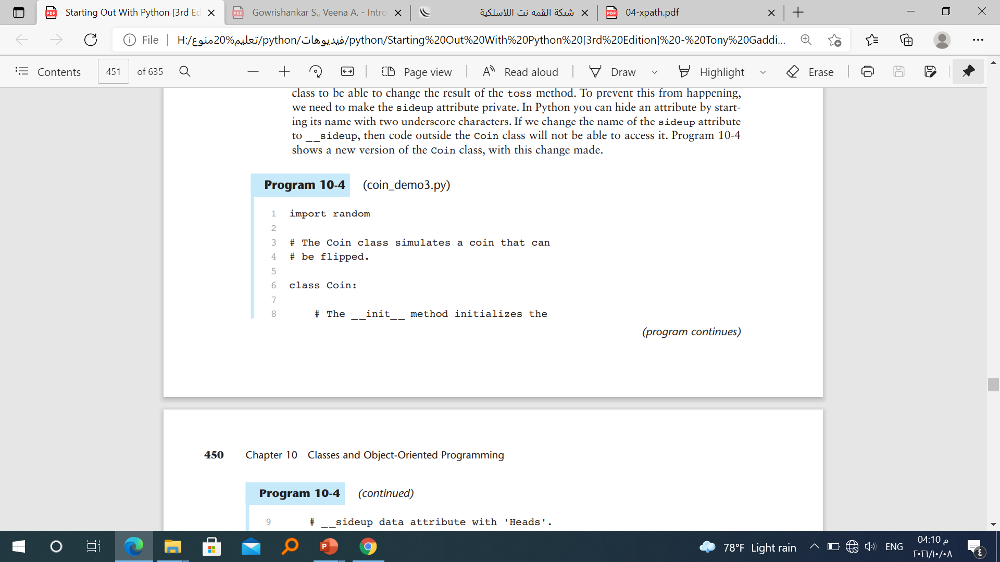 Starting Out With Python [3rd Ed
Gowrishankar S., Veena A. - Intro
شبكة القمه نت اللاسلكية
04-xpath.pdf
File
H:/تعليم%20منوع/python/فيديوهات/python/Starting%20Out%20With%20Python%20[3rd%20Edition]%20-%20Tony%20Gaddi...
Contents
451
of 635
Page view
Read aloud
Draw
Highlight
Erase
class to be able to change the result of the toss method. To prevent this from happening,
we need to make the sideup attribute private. In Python you can hide an attribute by start-
ing its name with two underscore characters. If we change the name of the sideup attribute
to __sideup, then code outside the Coin class will not be able to access it. Program 10-4
shows a new version of the Coin class, with this change made.
Program 10-4 (coin_demo3.py)
1 import random
2
3 # The Coin class simulates a coin that can
4 # be flipped.
5
6 class Coin:
7
8 # The __init__ method initializes the
(program continues)
450 Chapter 10 Classes and Object-Oriented Programming
Program 10-4 (continued)
9 # __sideup data attribute with 'Heads'.
78°F Light rain
ENG
04:10 م
٢٠٢١/١٠/٠٨
٤